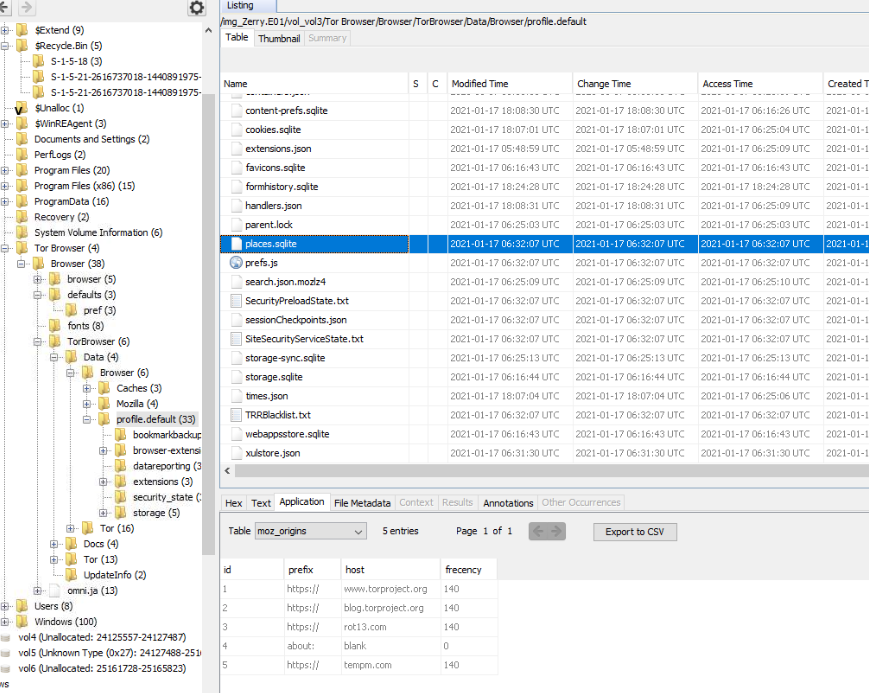 Listing
/img_Zerry.E01/vol_vol3/Tor Browser/Browser/TorBrowser/Data/Browser/profile.default
Table Thumbnail Summary
$Extend (9)
$Recycle.Bin (5)
S-1-5-18 (3)
S-1-5-21-2616737018-1440891975-
S-1-5-21-2616737018-1440891975-
$Unalloc (1)
$WinREAgent (3)
Documents and Settings (2)
PerfLogs (2)
Program Files (20)
Program Files (x86) (15)
ProgramData (16)
Recovery (2)
System Volume Information (6)
Tor Browser (4)
Browser (38)
browser (5)
defaults (3)
pref (3)
fonts (8)
TorBrowser (6)
Data (4)
Browser (6)
Caches (3)
Mozilla (4)
profile.default (33)
bookmarkbackup
browser-extensi
datareporting (3
extensions (3)
security_state (
storage (5)
Tor (16)
Docs (4)
Tor (13)
UpdateInfo (2)
omni.ja (13)
Users (8)
Windows (100)
vol4 (Unallocated: 24125557-24127487)
vol5 (Unknown Type (0x27): 24127488-2516
vol6 (Unallocated: 25161728-25165823)
ws
Name S C Modified Time Change Time Access Time Created T
content-prefs.sqlite 2021-01-17 18:08:30 UTC 2021-01-17 18:08:30 UTC 2021-01-17 06:16:26 UTC 2021-01-1
cookies.sqlite 2021-01-17 18:07:01 UTC 2021-01-17 18:07:01 UTC 2021-01-17 06:25:04 UTC 2021-01-1
extensions.json 2021-01-17 05:48:59 UTC 2021-01-17 05:48:59 UTC 2021-01-17 06:25:09 UTC 2021-01-1
favicons.sqlite 2021-01-17 06:16:43 UTC 2021-01-17 06:16:43 UTC 2021-01-17 06:16:43 UTC 2021-01-1
formhistory.sqlite 2021-01-17 18:24:28 UTC 2021-01-17 18:24:28 UTC 2021-01-17 18:24:28 UTC 2021-01-1
handlers.json 2021-01-17 18:08:31 UTC 2021-01-17 18:08:31 UTC 2021-01-17 06:25:09 UTC 2021-01-1
parent.lock 2021-01-17 06:25:03 UTC 2021-01-17 06:25:03 UTC 2021-01-17 06:25:03 UTC 2021-01-1
places.sqlite 2021-01-17 06:32:07 UTC 2021-01-17 06:32:07 UTC 2021-01-17 06:32:07 UTC 2021-01-1
prefs.js 2021-01-17 06:32:07 UTC 2021-01-17 06:32:07 UTC 2021-01-17 06:32:07 UTC 2021-01-1
search.json.mozlz4 2021-01-17 06:25:09 UTC 2021-01-17 06:25:09 UTC 2021-01-17 06:25:10 UTC 2021-01-1
SecurityPreloadState.txt 2021-01-17 06:32:07 UTC 2021-01-17 06:32:07 UTC 2021-01-17 06:32:07 UTC 2021-01-1
sessionCheckpoints.json 2021-01-17 06:32:07 UTC 2021-01-17 06:32:07 UTC 2021-01-17 06:32:07 UTC 2021-01-1
SiteSecurityServiceState.txt 2021-01-17 06:32:07 UTC 2021-01-17 06:32:07 UTC 2021-01-17 06:32:07 UTC 2021-01-1
storage-sync.sqlite 2021-01-17 06:25:13 UTC 2021-01-17 06:25:13 UTC 2021-01-17 06:25:13 UTC 2021-01-1
storage.sqlite 2021-01-17 06:16:44 UTC 2021-01-17 06:16:44 UTC 2021-01-17 06:16:44 UTC 2021-01-1
times.json 2021-01-17 18:07:04 UTC 2021-01-17 18:07:04 UTC 2021-01-17 06:25:06 UTC 2021-01-1
TRRBlacklist.txt 2021-01-17 06:32:07 UTC 2021-01-17 06:32:07 UTC 2021-01-17 06:32:07 UTC 2021-01-1
webappsstore.sqlite 2021-01-17 06:16:43 UTC 2021-01-17 06:16:43 UTC 2021-01-17 06:16:43 UTC 2021-01-1
xulstore.json 2021-01-17 06:31:30 UTC 2021-01-17 06:31:30 UTC 2021-01-17 06:31:30 UTC 2021-01-1
Hex Text Application File Metadata Context Results Annotations Other Occurrences
Table moz_origins 5 entries Page 1 of 1 Export to CSV
id prefix host frecency
1 https:// www.torproject.org 140
2 https:// blog.torproject.org 140
3 https:// rot13.com 140
4 about: blank 0
5 https:// tempm.com 140